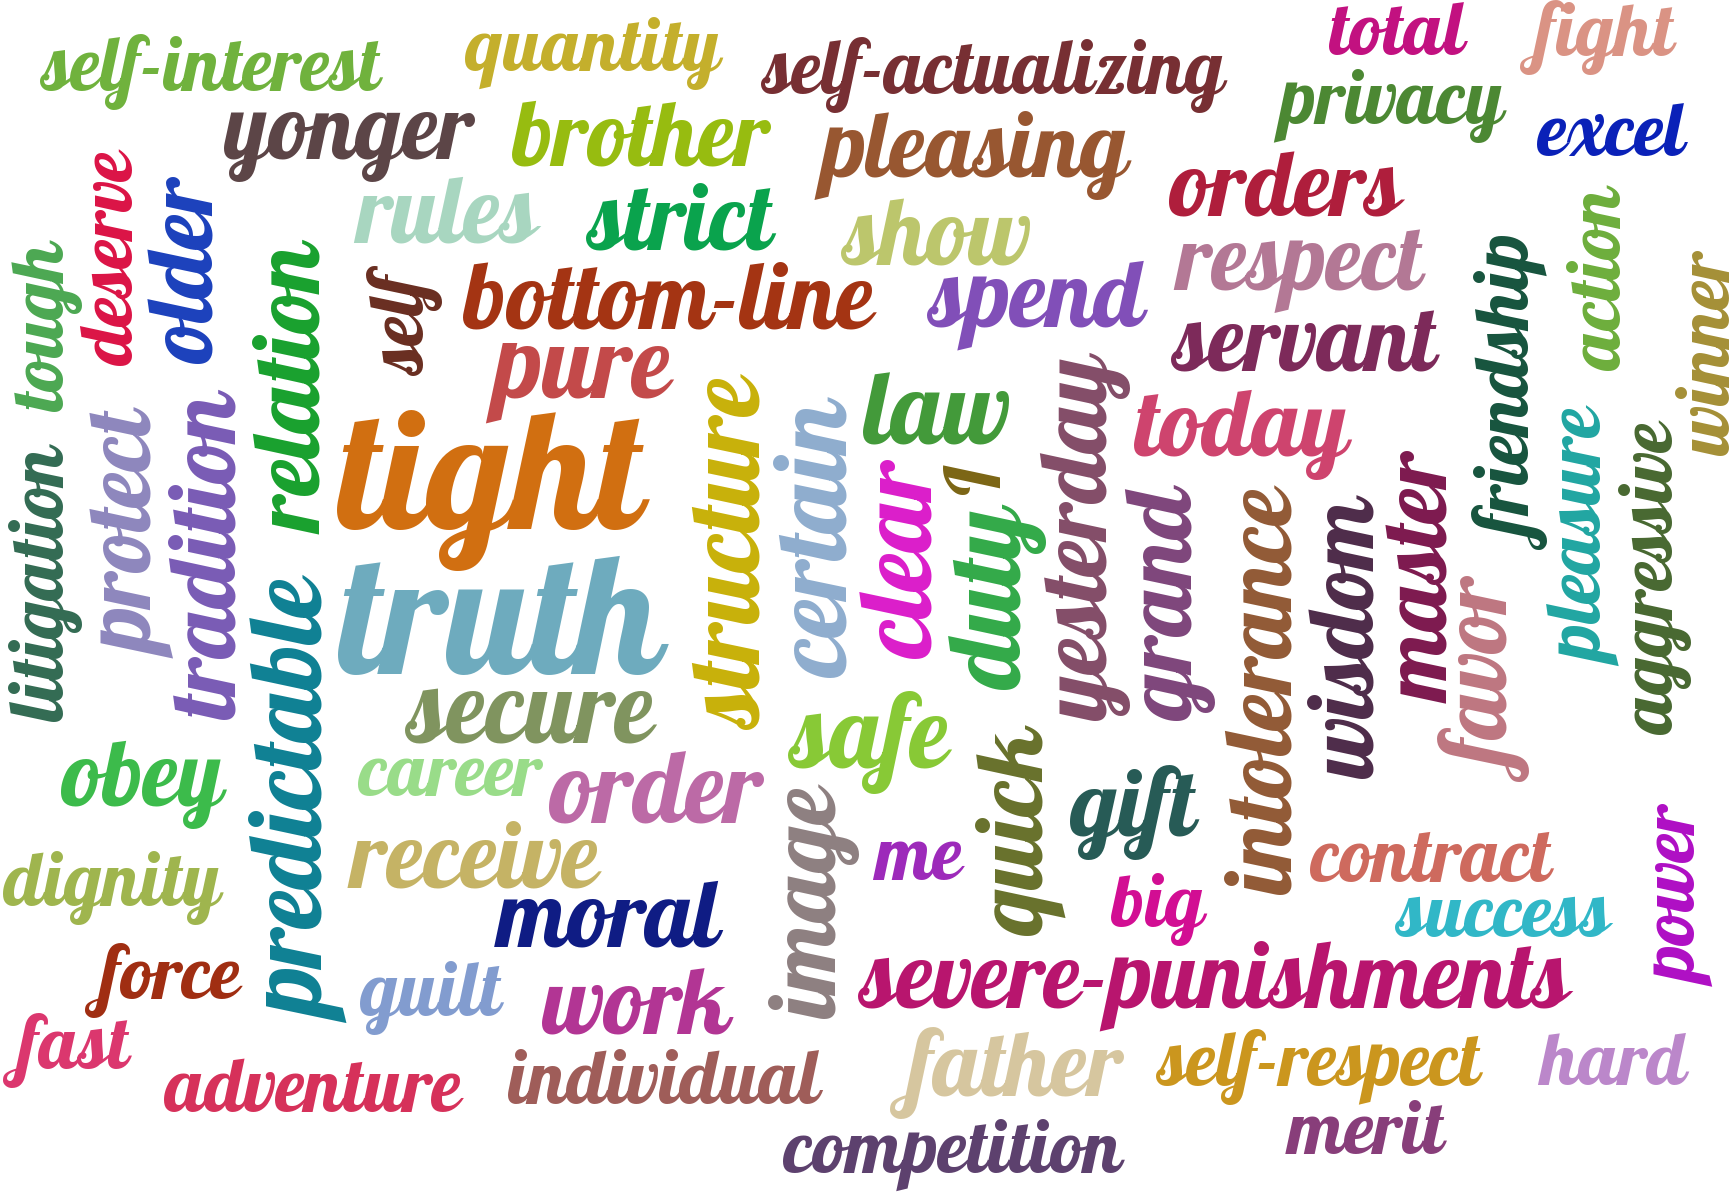 self-interest
quantity
self-actualizing
total
fight
yonger
brother
pleasing
privacy
excel
deserve
older
rules
strict
show
orders
respect
action
tough
relation
self
bottom-line
spend
servant
friendship
winner
pure
law
today
litigation
protect
tradition
tight
structure
certain
clear
I
duty
yesterday
grand
intolerance
wisdom
master
favor
pleasure
aggressive
predictable
truth
secure
safe
obey
career
order
image
quick
gift
me
dignity
receive
moral
big
contract
success
power
force
guilt
work
severe-punishments
fast
adventure
individual
father
self-respect
hard
competition
merit